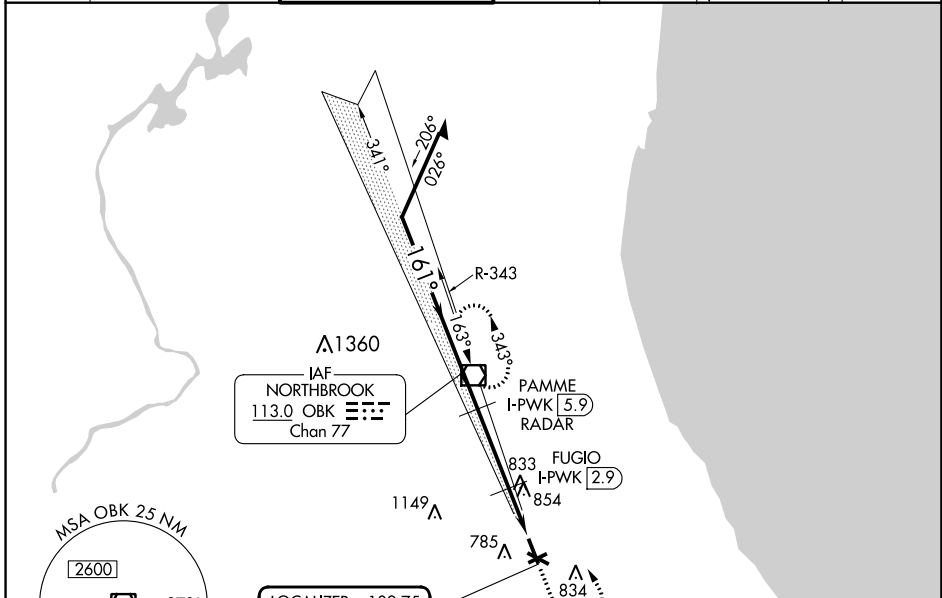 341°
206°
026°
161°
R-343
163°
343°
1360
IAF
NORTHBROOK
113.0 OBK
Chan 77
PAMME
I-PWK 5.9
RADAR
FUGIO
I-PWK 2.9
833
854
1149
785
834
MSA OBK 25 NM
2600